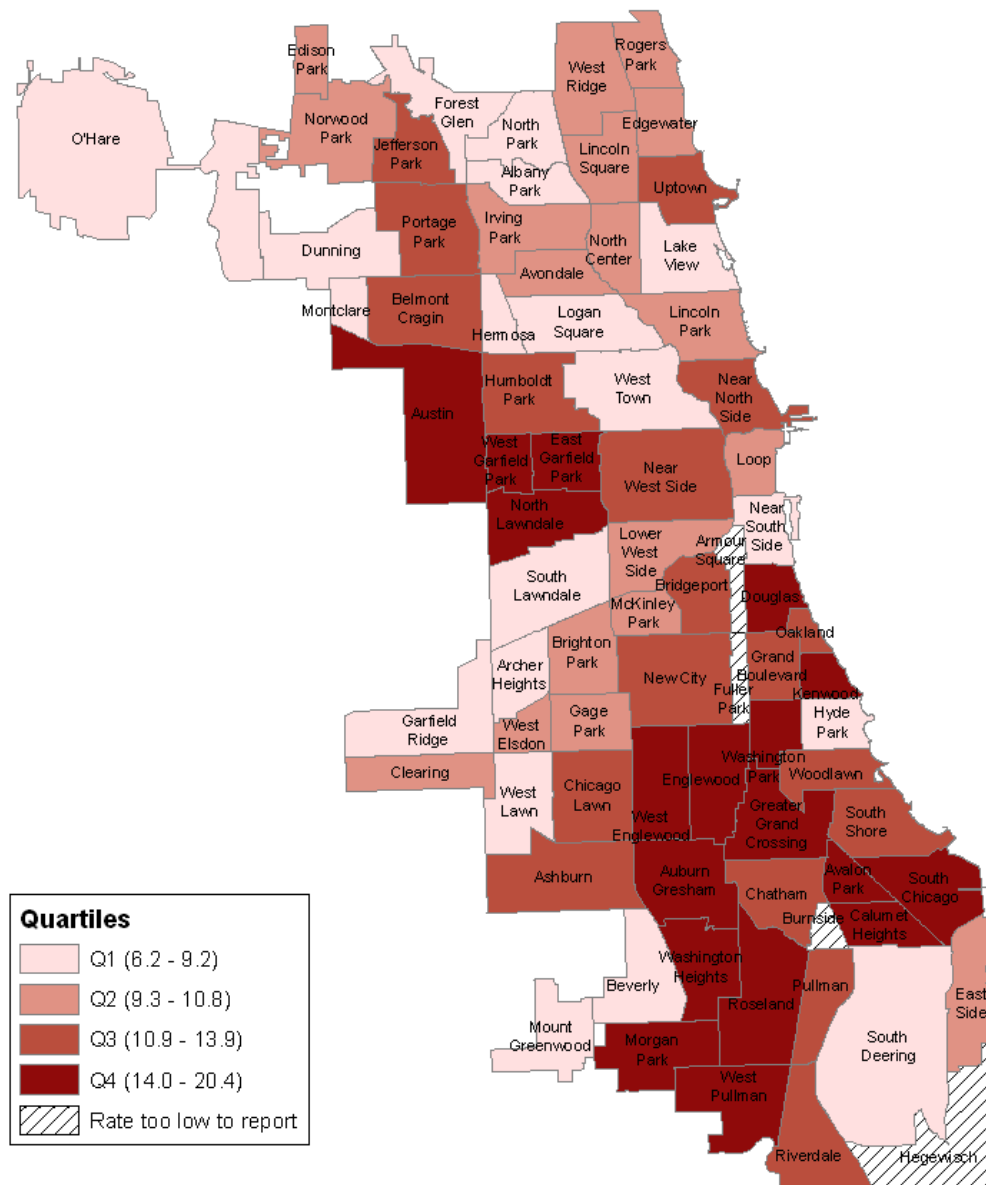 Edison
Park
Rogers
Park
West
Ridge
O'Hare
Norwood
Park
Forest
Glen
North
Park
Edgewater
Jefferson
Park
Lincoln
Square
Albany
Park
Uptown
Portage
Park
Irving
Park
North
Center
Lake
View
Dunning
Avondale
Montclare
Belmont
Cragin
Hermosa
Logan
Square
Lincoln
Park
Austin
Humboldt
Park
West
Town
Near
North
Side
West
Garfield
Park
East
Garfield
Park
Near
West Side
Loop
North
Lawndale
Near
South
Side
Lower
West
Side
Armour
Square
South
Lawndale
Bridgeport
Douglas
McKinley
Park
Oakland
Brighton
Park
Archer
Heights
New City
Grand
Boulevard
Fuller
Park
Kenwood
Garfield
Ridge
West
Elsdon
Gage
Park
Hyde
Park
Clearing
West
Lawn
Chicago
Lawn
Englewood
Washington
Park
Woodlawn
West
Englewood
Greater
Grand
Crossing
South
Shore
Ashburn
Auburn
Gresham
Chatham
Avalon
Park
South
Chicago
Burnside
Calumet
Heights
Beverly
Washington
Heights
Roseland
Pullman
East
Side
Mount
Greenwood
Morgan
Park
South
Deering
West
Pullman
Riverdale
Hegewisch
Quartiles
Q1 (6.2 - 9.2)
Q2 (9.3 - 10.8)
Q3 (10.9 - 13.9)
Q4 (14.0 - 20.4)
Rate too low to report